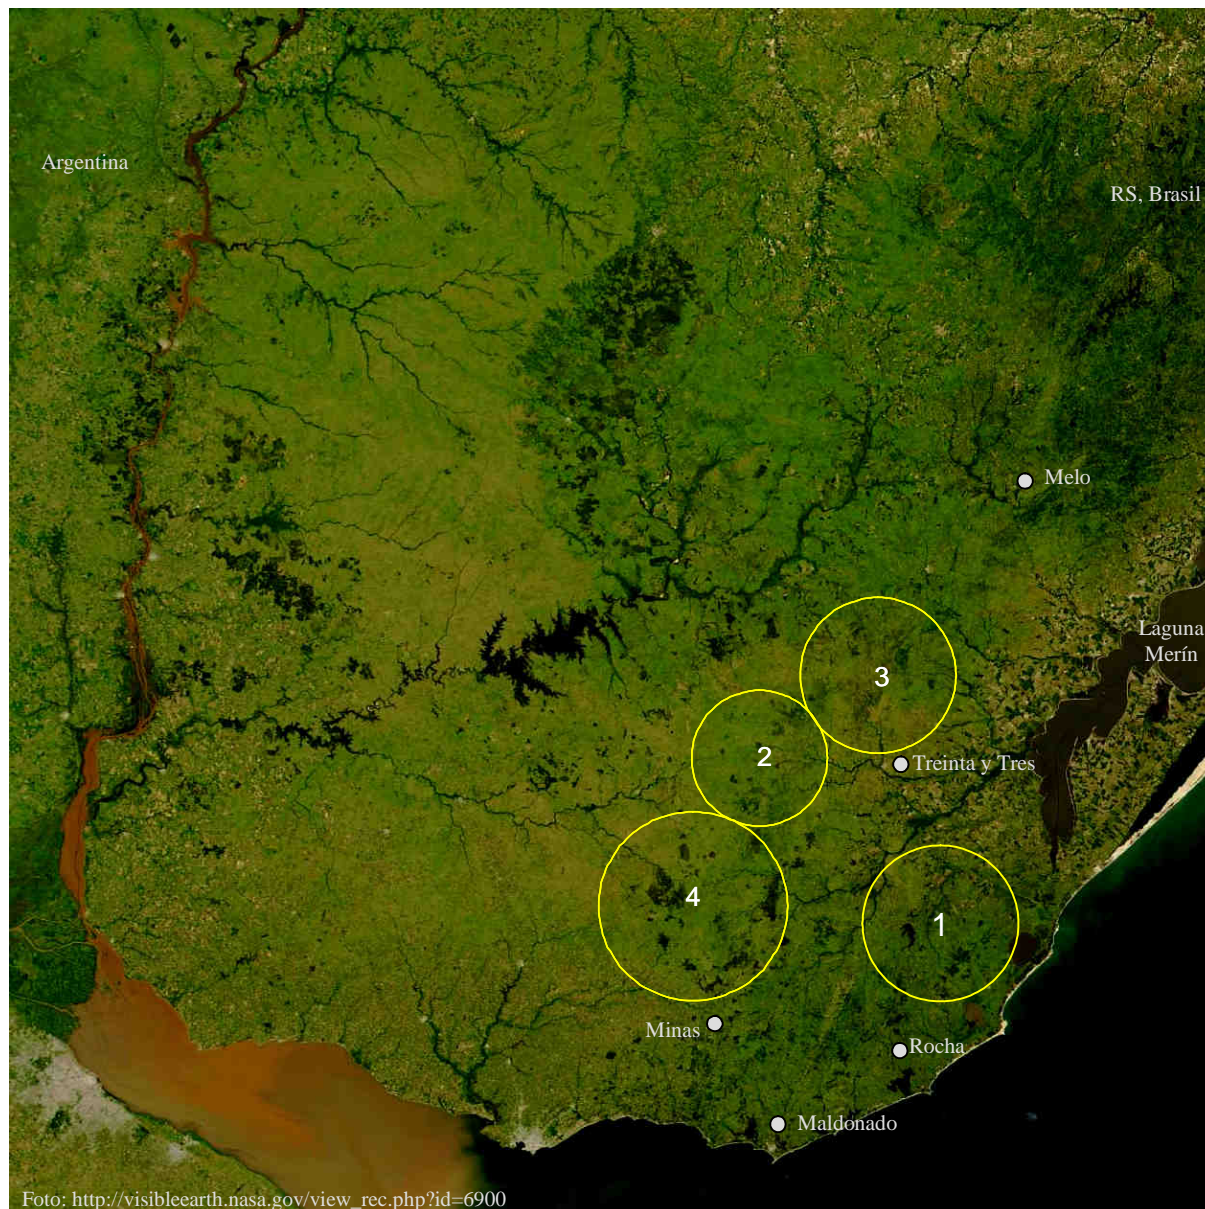 Argentina
RS, Brasil
Melo
Laguna
Merín
3
2
Treinta y Tres
4
1
Minas
Rocha
Maldonado
Foto: http://visibleearth.nasa.gov/view_rec.php?id=6900